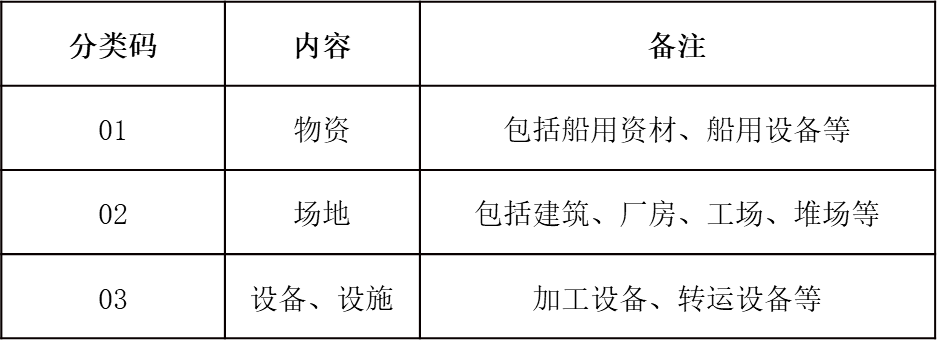 分类码 内容 备注
01 物资 包括船用资材、船用设备等
02 场地 包括建筑、厂房、工场、堆场等
03 设备、设施 加工设备、转运设备等